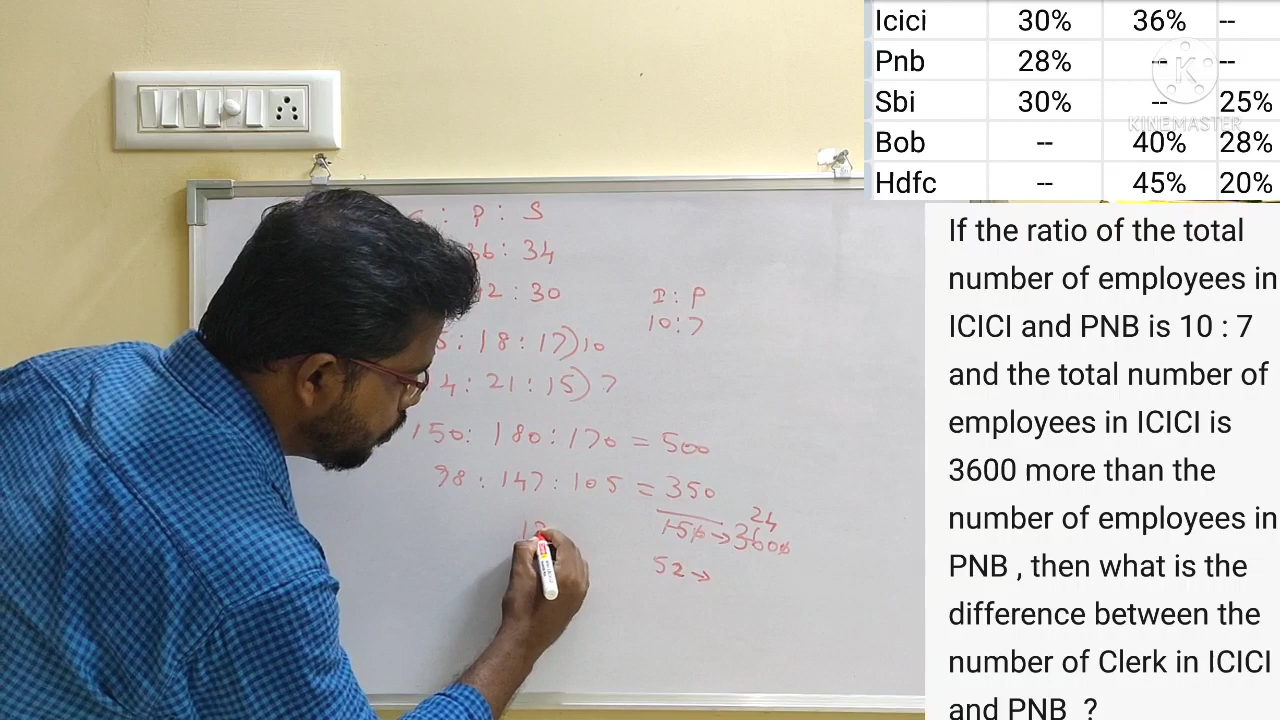 Icici 30% 36% --
Pnb 28% -- --
Sbi 30% -- 25%
Bob -- 40% 28%
Hdfc -- 45% 20%
KINEMASTER
If the ratio of the total
number of employees in
ICICI and PNB is 10 : 7
and the total number of
employees in ICICI is
3600 more than the
number of employees in
PNB , then what is the
difference between the
number of Clerk in ICICI
and PNB ?
: P : S
36 : 34
: 30
I : P
10 : 7
: 18 : 17) 10
4 : 21 : 15) 7
150 : 180 : 170 = 500
98 : 147 : 105 = 350
24
150 → 3600
52 →